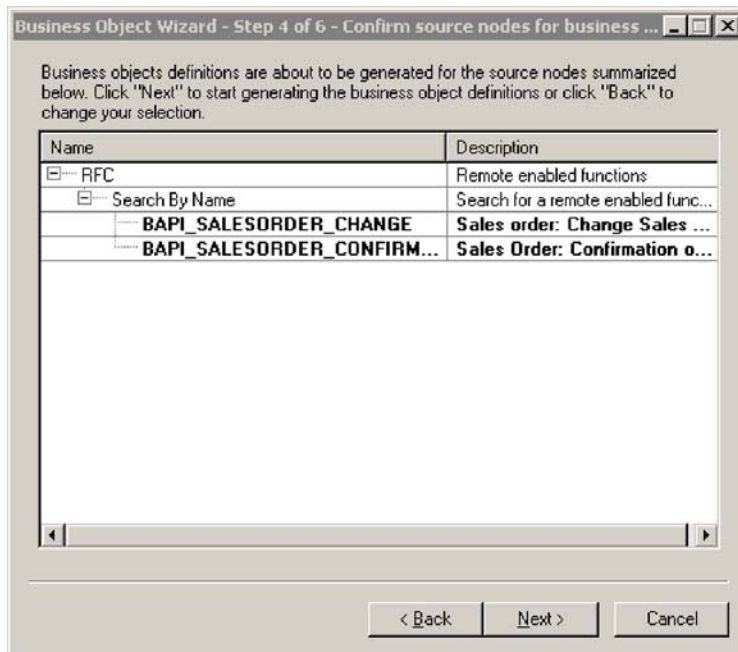 Business Object Wizard - Step 4 of 6 - Confirm source nodes for business ...
Business objects definitions are about to be generated for the source nodes summarized
below. Click "Next" to start generating the business object definitions or click "Back" to
change your selection.
Name Description
RFC Remote enabled functions
Search By Name Search for a remote enabled func...
BAPI_SALESORDER_CHANGE Sales order: Change Sales ...
BAPI_SALESORDER_CONFIRM... Sales Order: Confirmation o...
< Back Next > Cancel